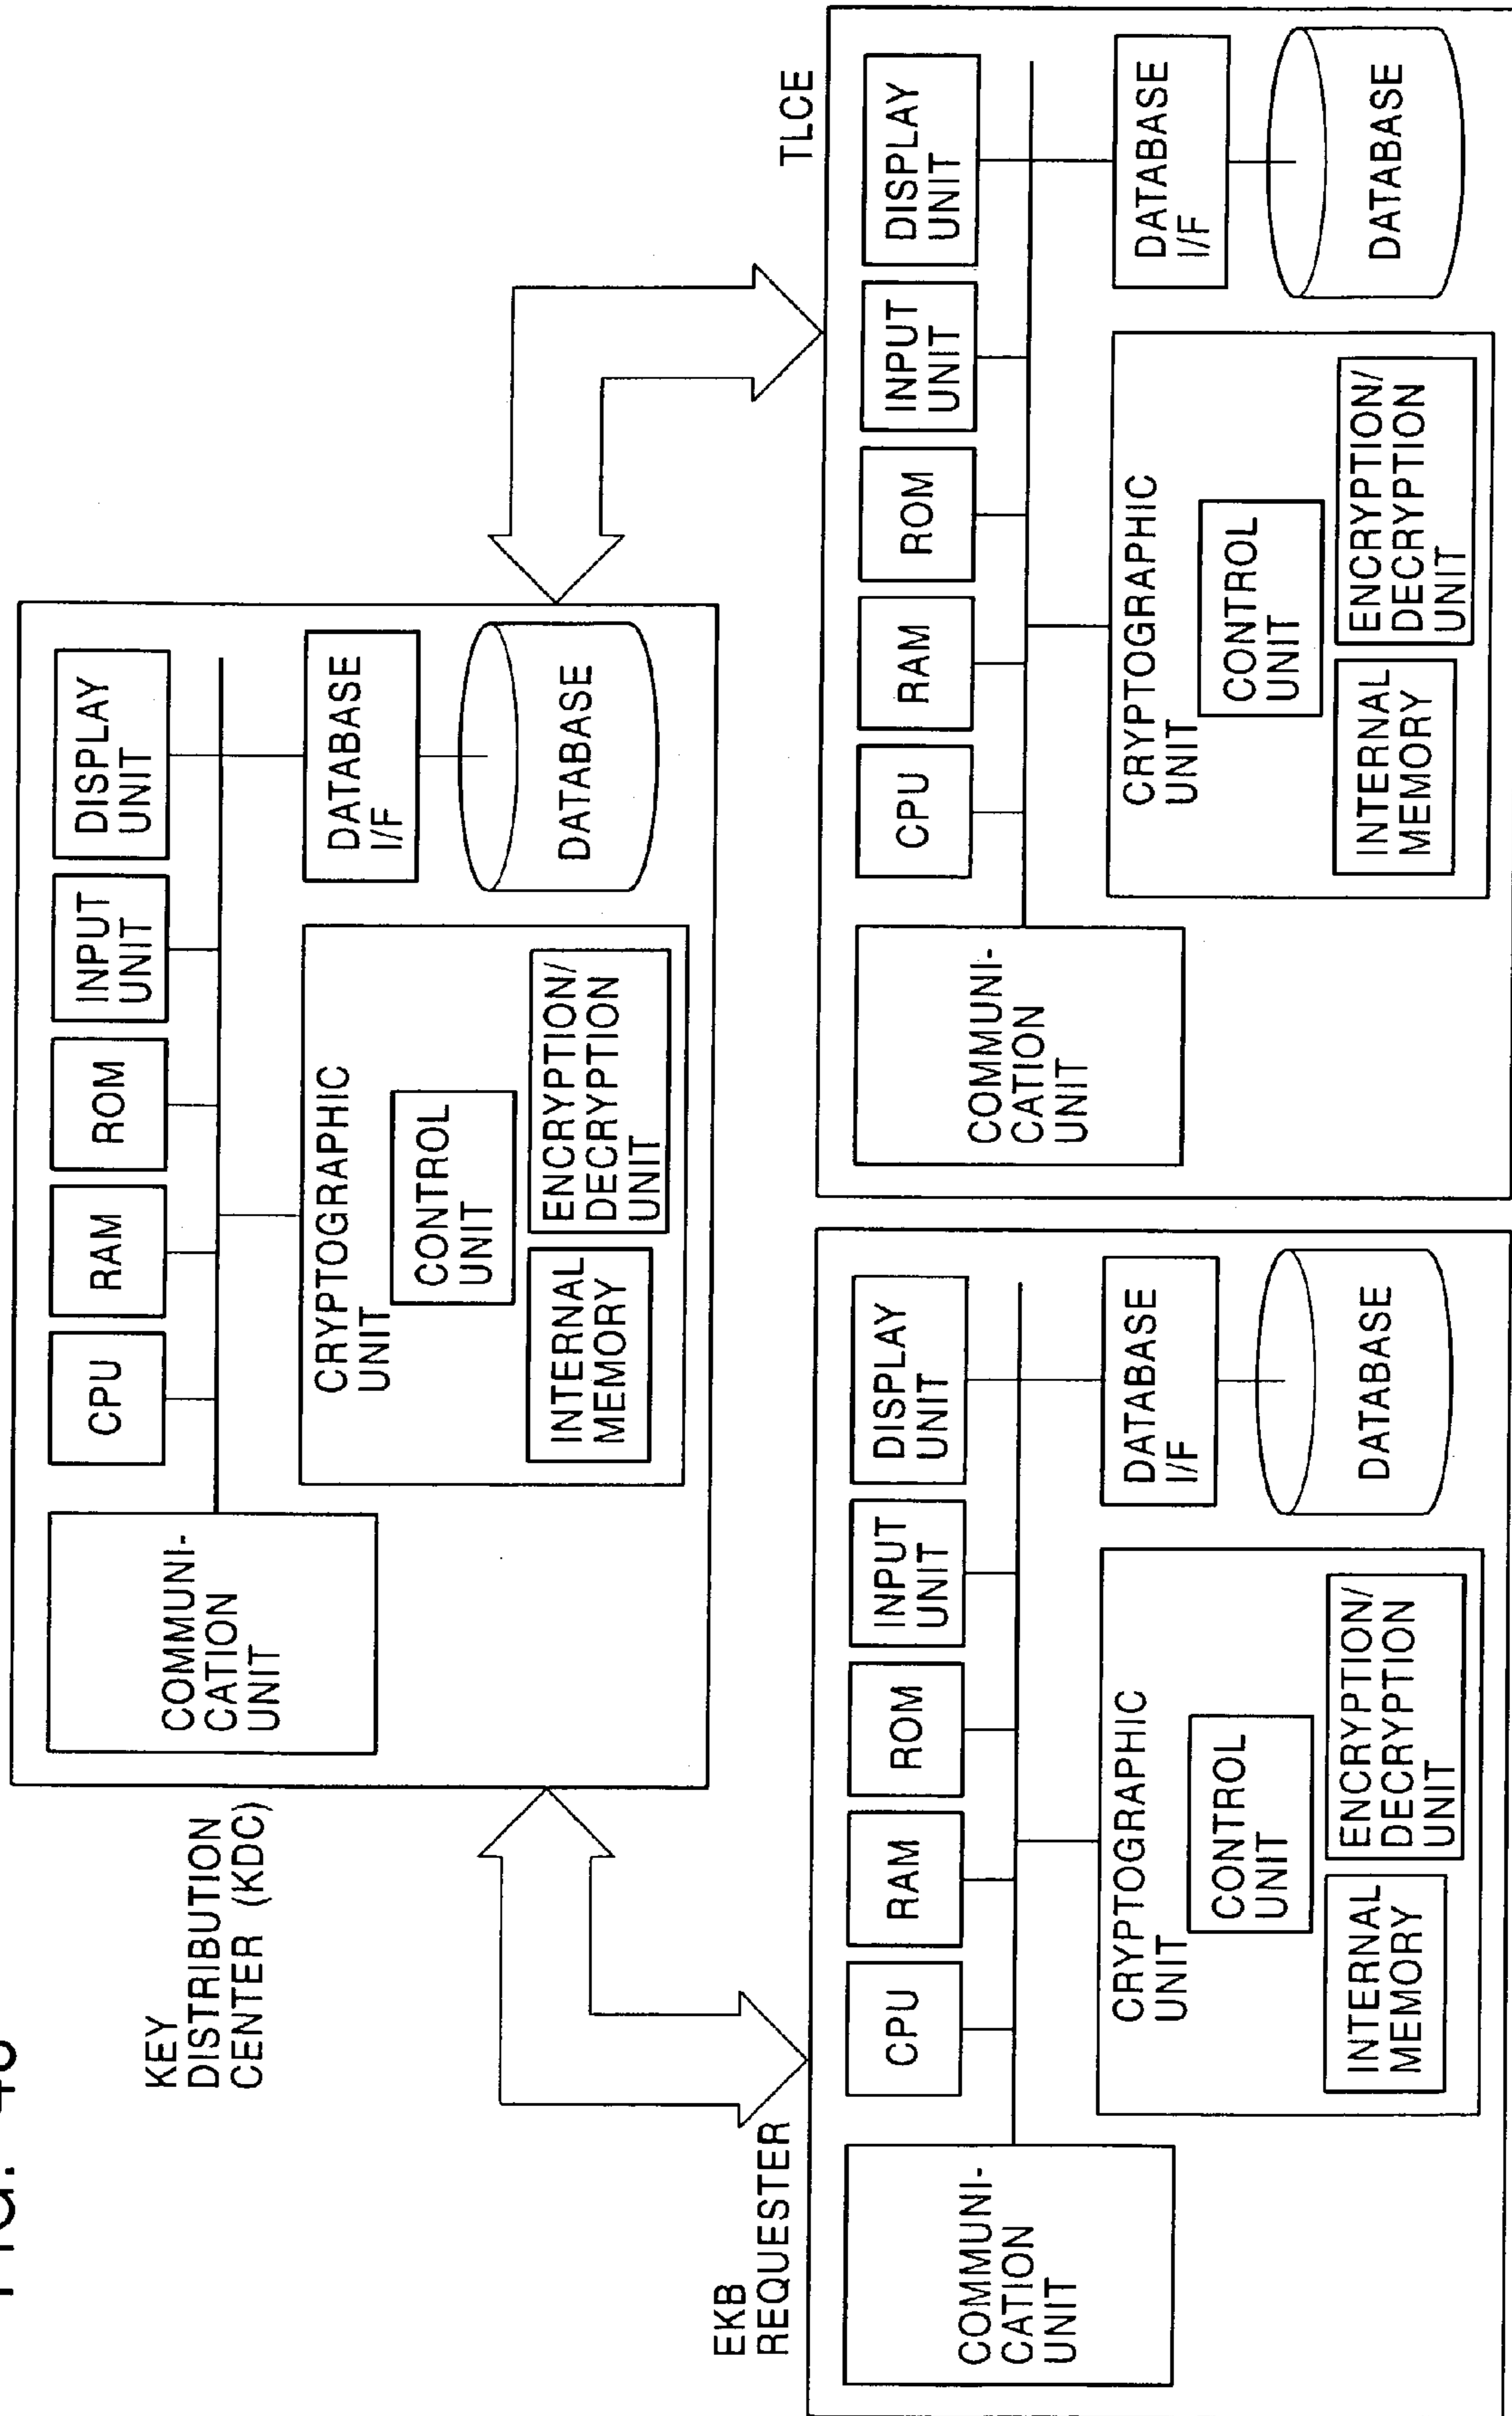 FIG.
KEY
DISTRIBUTION
CENTER (KDC)
COMMUNI-
CATION
UNIT
CPU
RAM
ROM
INPUT
UNIT
DISPLAY
UNIT
CRYPTOGRAPHIC
UNIT
CONTROL
UNIT
INTERNAL
MEMORY
ENCRYPTION/
DECRYPTION
UNIT
DATABASE
I/F
DATABASE
EKB
REQUESTER
COMMUNI-
CATION
UNIT
CPU
RAM
ROM
INPUT
UNIT
DISPLAY
UNIT
CRYPTOGRAPHIC
UNIT
CONTROL
UNIT
INTERNAL
MEMORY
ENCRYPTION/
DECRYPTION
UNIT
DATABASE
I/F
DATABASE
TLCE
COMMUNI-
CATION
UNIT
CPU
RAM
ROM
INPUT
UNIT
DISPLAY
UNIT
CRYPTOGRAPHIC
UNIT
CONTROL
UNIT
INTERNAL
MEMORY
ENCRYPTION/
DECRYPTION
UNIT
DATABASE
I/F
DATABASE